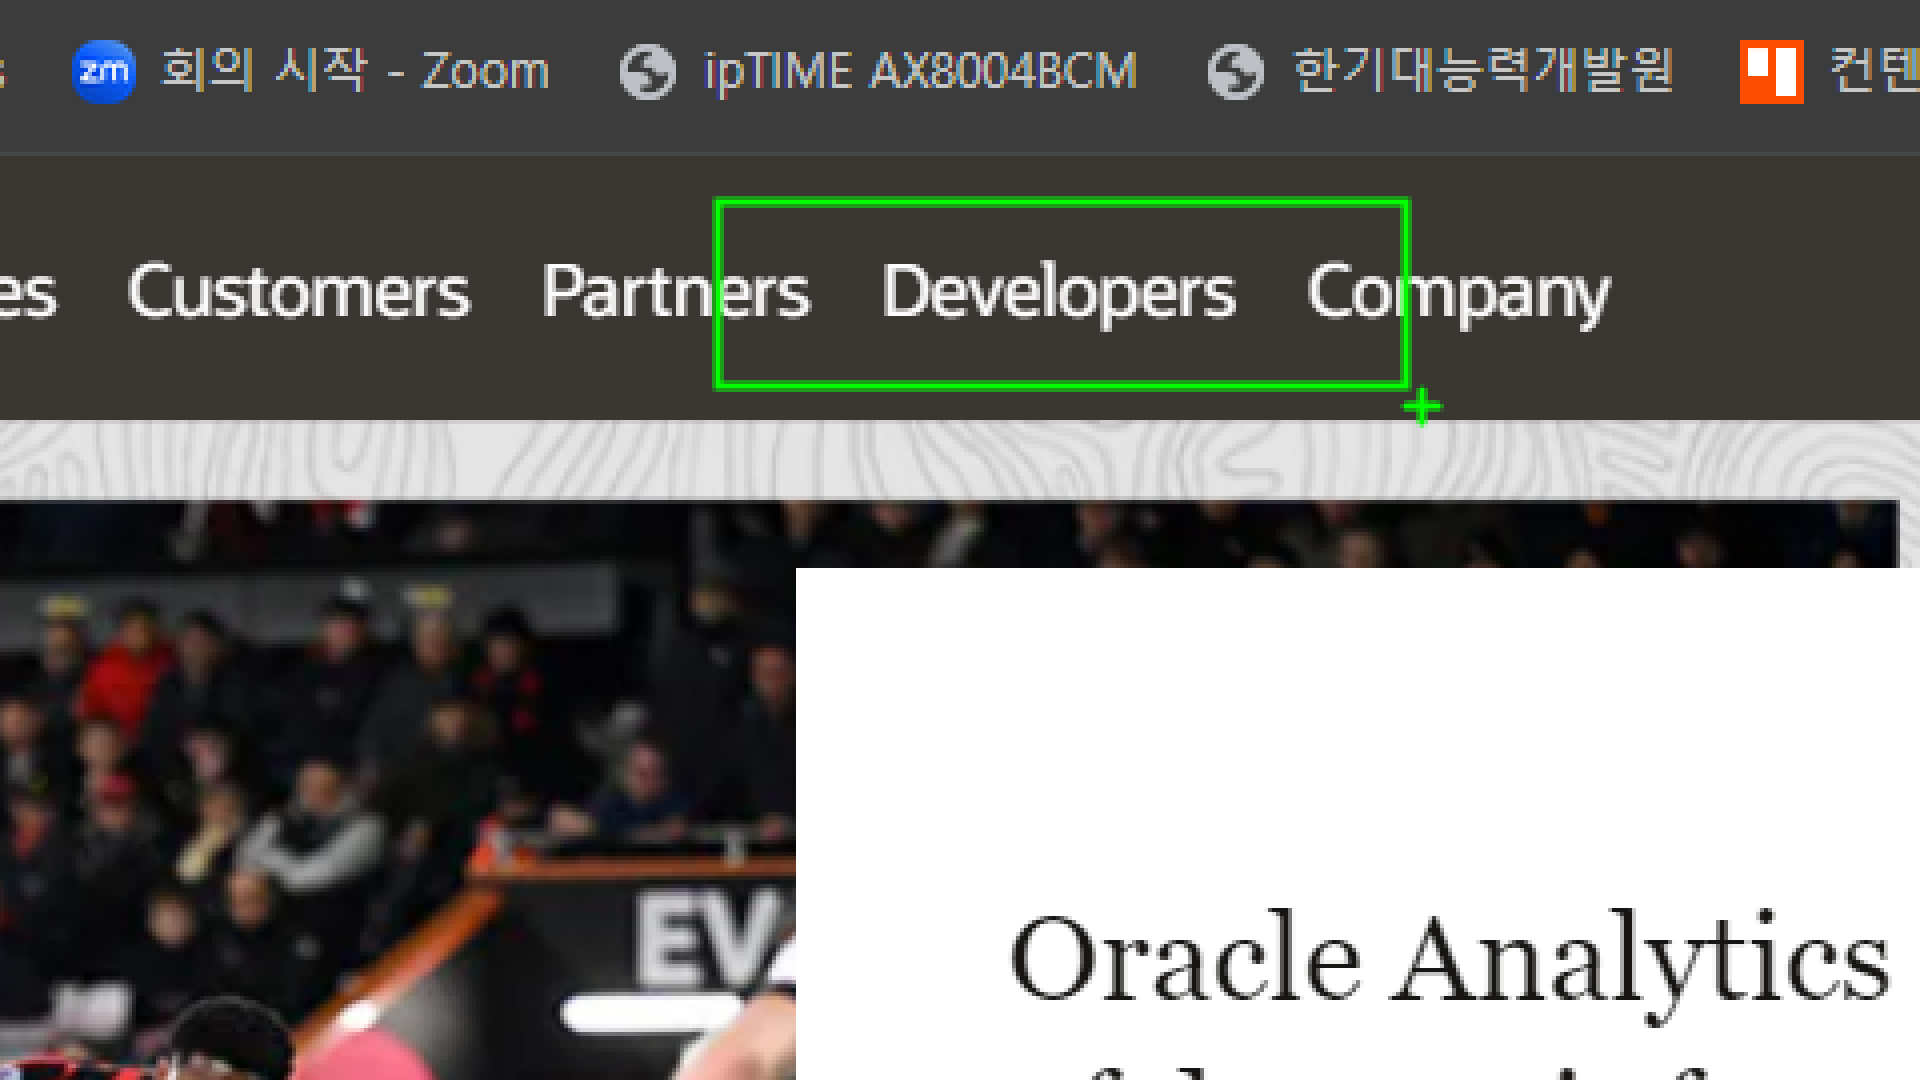 s zm 회의 시작 - Zoom ipTIME AX8004BCM 한기대능력개발원 컨텐
es Customers Partners Developers Company
EV
Oracle Analytics